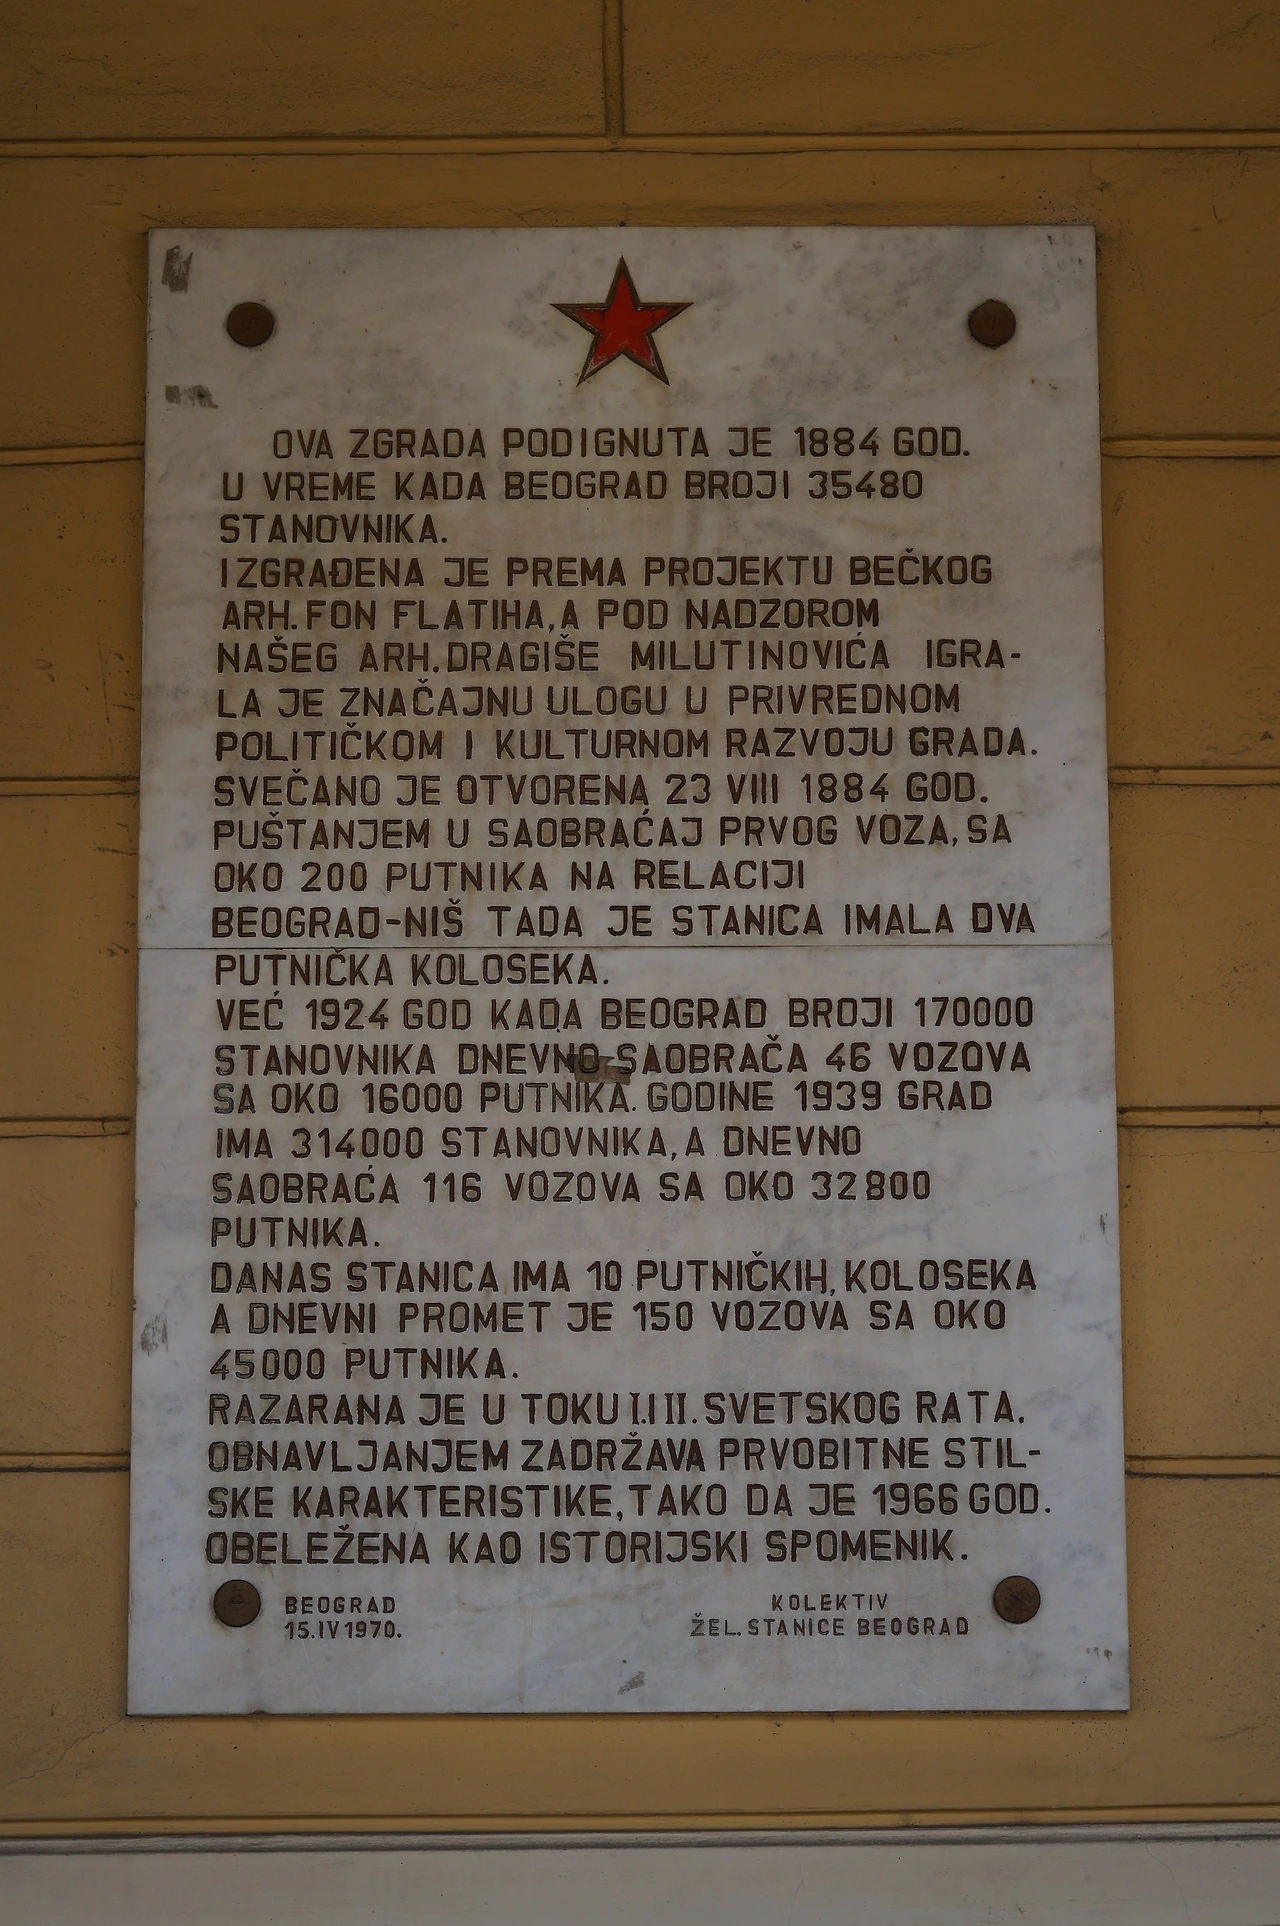 OVA ZGRADA PODIGNUTA JE 1884 GOD.
U VREME KADA BEOGRAD BROJI 35480
STANOVNIKA.
IZGRAĐENA JE PREMA PROJEKTU BEČKOG
ARH. FON FLATIHA, A POD NADZOROM
NAŠEG ARH. DRAGIŠE MILUTINOVIĆA IGRA-
LA JE ZNAČAJNU ULOGU U PRIVREDNOM
POLITIČKOM I KULTURNOM RAZVOJU GRADA.
SVEČANO JE OTVORENA 23 VIII 1884 GOD.
PUŠTANJEM U SAOBRAĆAJ PRVOG VOZA, SA
OKO 200 PUTNIKA NA RELACIJI
BEOGRAD-NIŠ TADA JE STANICA IMALA DVA
PUTNIČKA KOLOSEKA.
VEĆ 1924 GOD KADA BEOGRAD BROJI 170000
STANOVNIKA DNEVNO SAOBRAČA 46 VOZOVA
SA OKO 16000 PUTNIKA. GODINE 1939 GRAD
IMA 314000 STANOVNIKA, A DNEVNO
SAOBRAĆA 116 VOZOVA SA OKO 32800
PUTNIKA.
DANAS STANICA IMA 10 PUTNIČKIH, KOLOSEKA
A DNEVNI PROMET JE 150 VOZOVA SA OKO
45000 PUTNIKA.
RAZARANA JE U TOKU I.I II. SVETSKOG RATA.
OBNAVLJANJEM ZADRŽAVA PRVOBITNE STIL-
SKE KARAKTERISTIKE, TAKO DA JE 1966 GOD.
OBELEŽENA KAO ISTORIJSKI SPOMENIK.
BEOGRAD
15.IV 1970.
KOLEKTIV
ŽEL. STANICE BEOGRAD